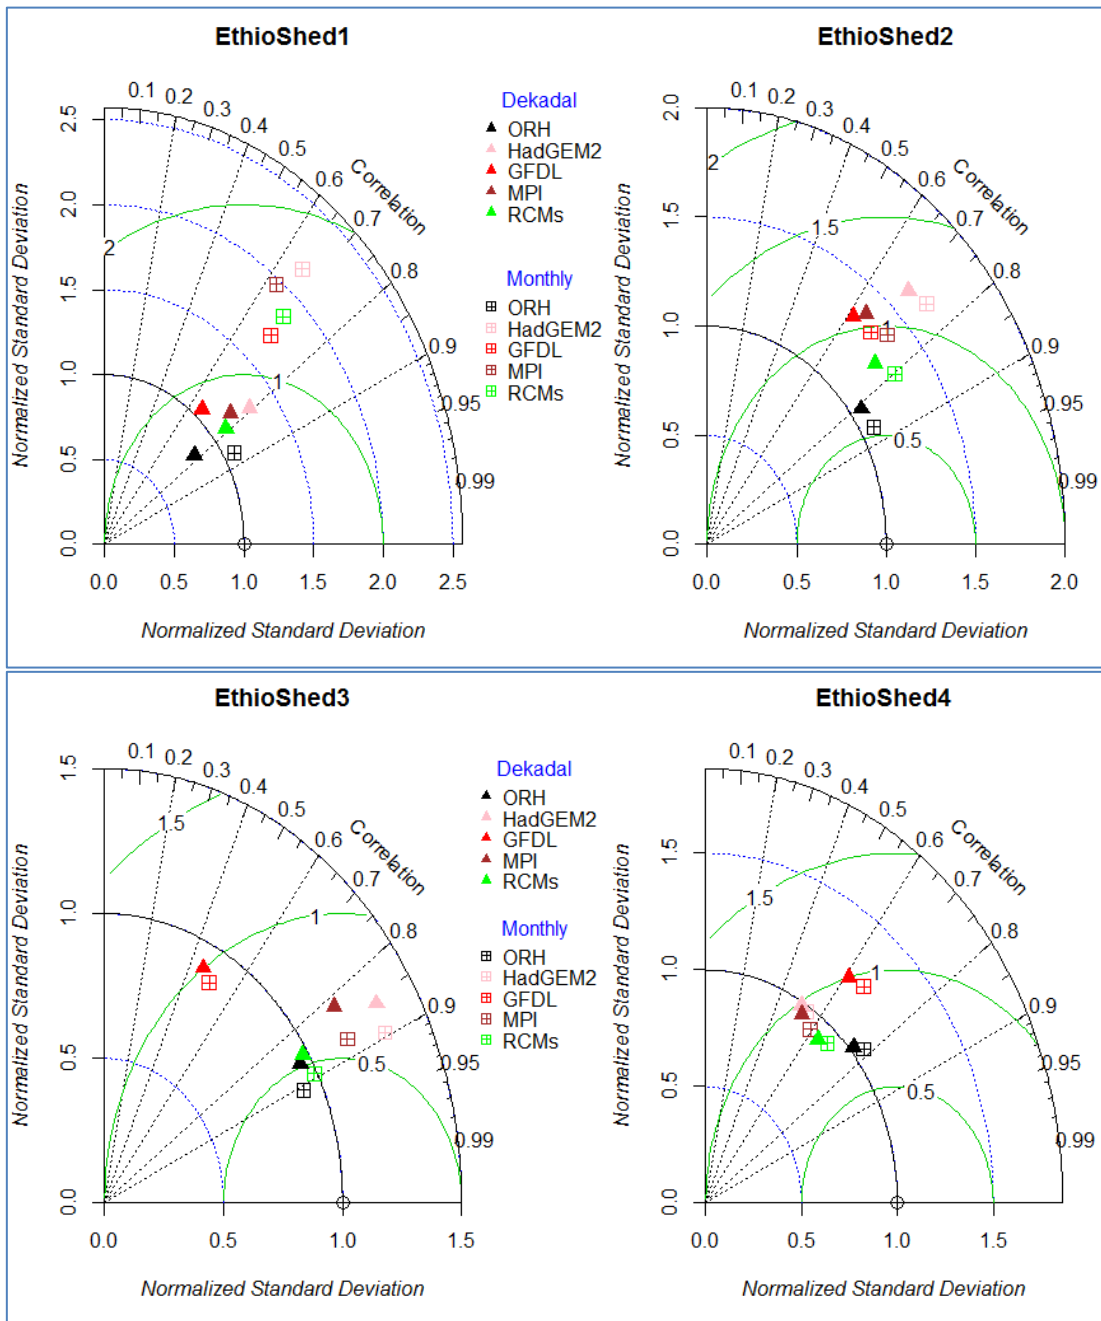 EthioShed1
Normalized Standard Deviation
0.0 0.5 1.0 1.5 2.0 2.5
0.1 0.2 0.3 0.4 0.5 0.6 0.7 0.8 0.9 0.95 0.99
Correlation
2
1
0.0 0.5 1.0 1.5 2.0 2.5
Normalized Standard Deviation
Dekadal
ORH
HadGEM2
GFDL
MPI
RCMs
Monthly
ORH
HadGEM2
GFDL
MPI
RCMs
EthioShed2
Normalized Standard Deviation
0.0 0.5 1.0 1.5 2.0
0.1 0.2 0.3 0.4 0.5 0.6 0.7 0.8 0.9 0.95 0.99
Correlation
2
1.5
1
0.5
0.0 0.5 1.0 1.5 2.0
Normalized Standard Deviation
EthioShed3
Normalized Standard Deviation
0.0 0.5 1.0 1.5
0.1 0.2 0.3 0.4 0.5 0.6 0.7 0.8 0.9 0.95 0.99
Correlation
1.5
1
0.5
0.0 0.5 1.0 1.5
Normalized Standard Deviation
Dekadal
ORH
HadGEM2
GFDL
MPI
RCMs
Monthly
ORH
HadGEM2
GFDL
MPI
RCMs
EthioShed4
Normalized Standard Deviation
0.0 0.5 1.0 1.5
0.1 0.2 0.3 0.4 0.5 0.6 0.7 0.8 0.9 0.95 0.99
Correlation
1.5
1
0.5
0.0 0.5 1.0 1.5
Normalized Standard Deviation